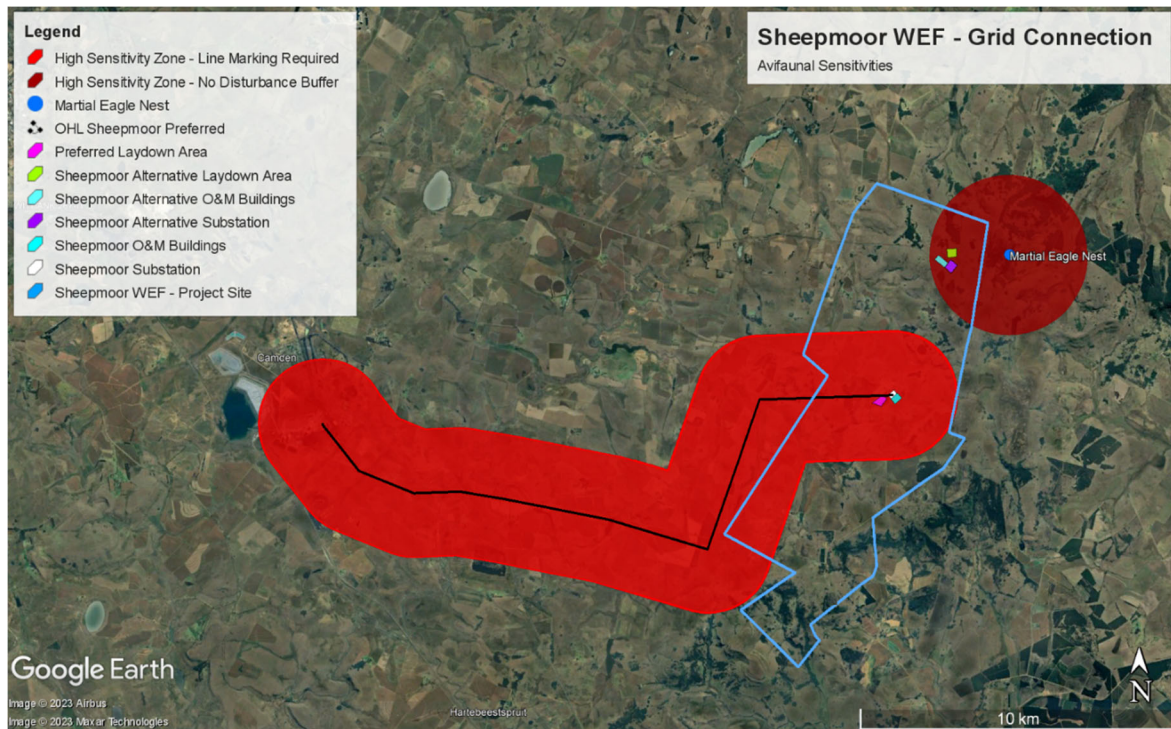 Legend
High Sensitivity Zone - Line Marking Required
High Sensitivity Zone - No Disturbance Buffer
Martial Eagle Nest
OHL Sheepmoor Preferred
Preferred Laydown Area
Sheepmoor Alternative Laydown Area
Sheepmoor Alternative O&M Buildings
Sheepmoor Alternative Substation
Sheepmoor O&M Buildings
Sheepmoor Substation
Sheepmoor WEF - Project Site
Sheepmoor WEF - Grid Connection
Avifaunal Sensitivities
Martial Eagle Nest
Camden
Google Earth
Image © 2023 Airbus
Image © 2023 Maxar Technologies
Hartebeestspruit
N
10 km